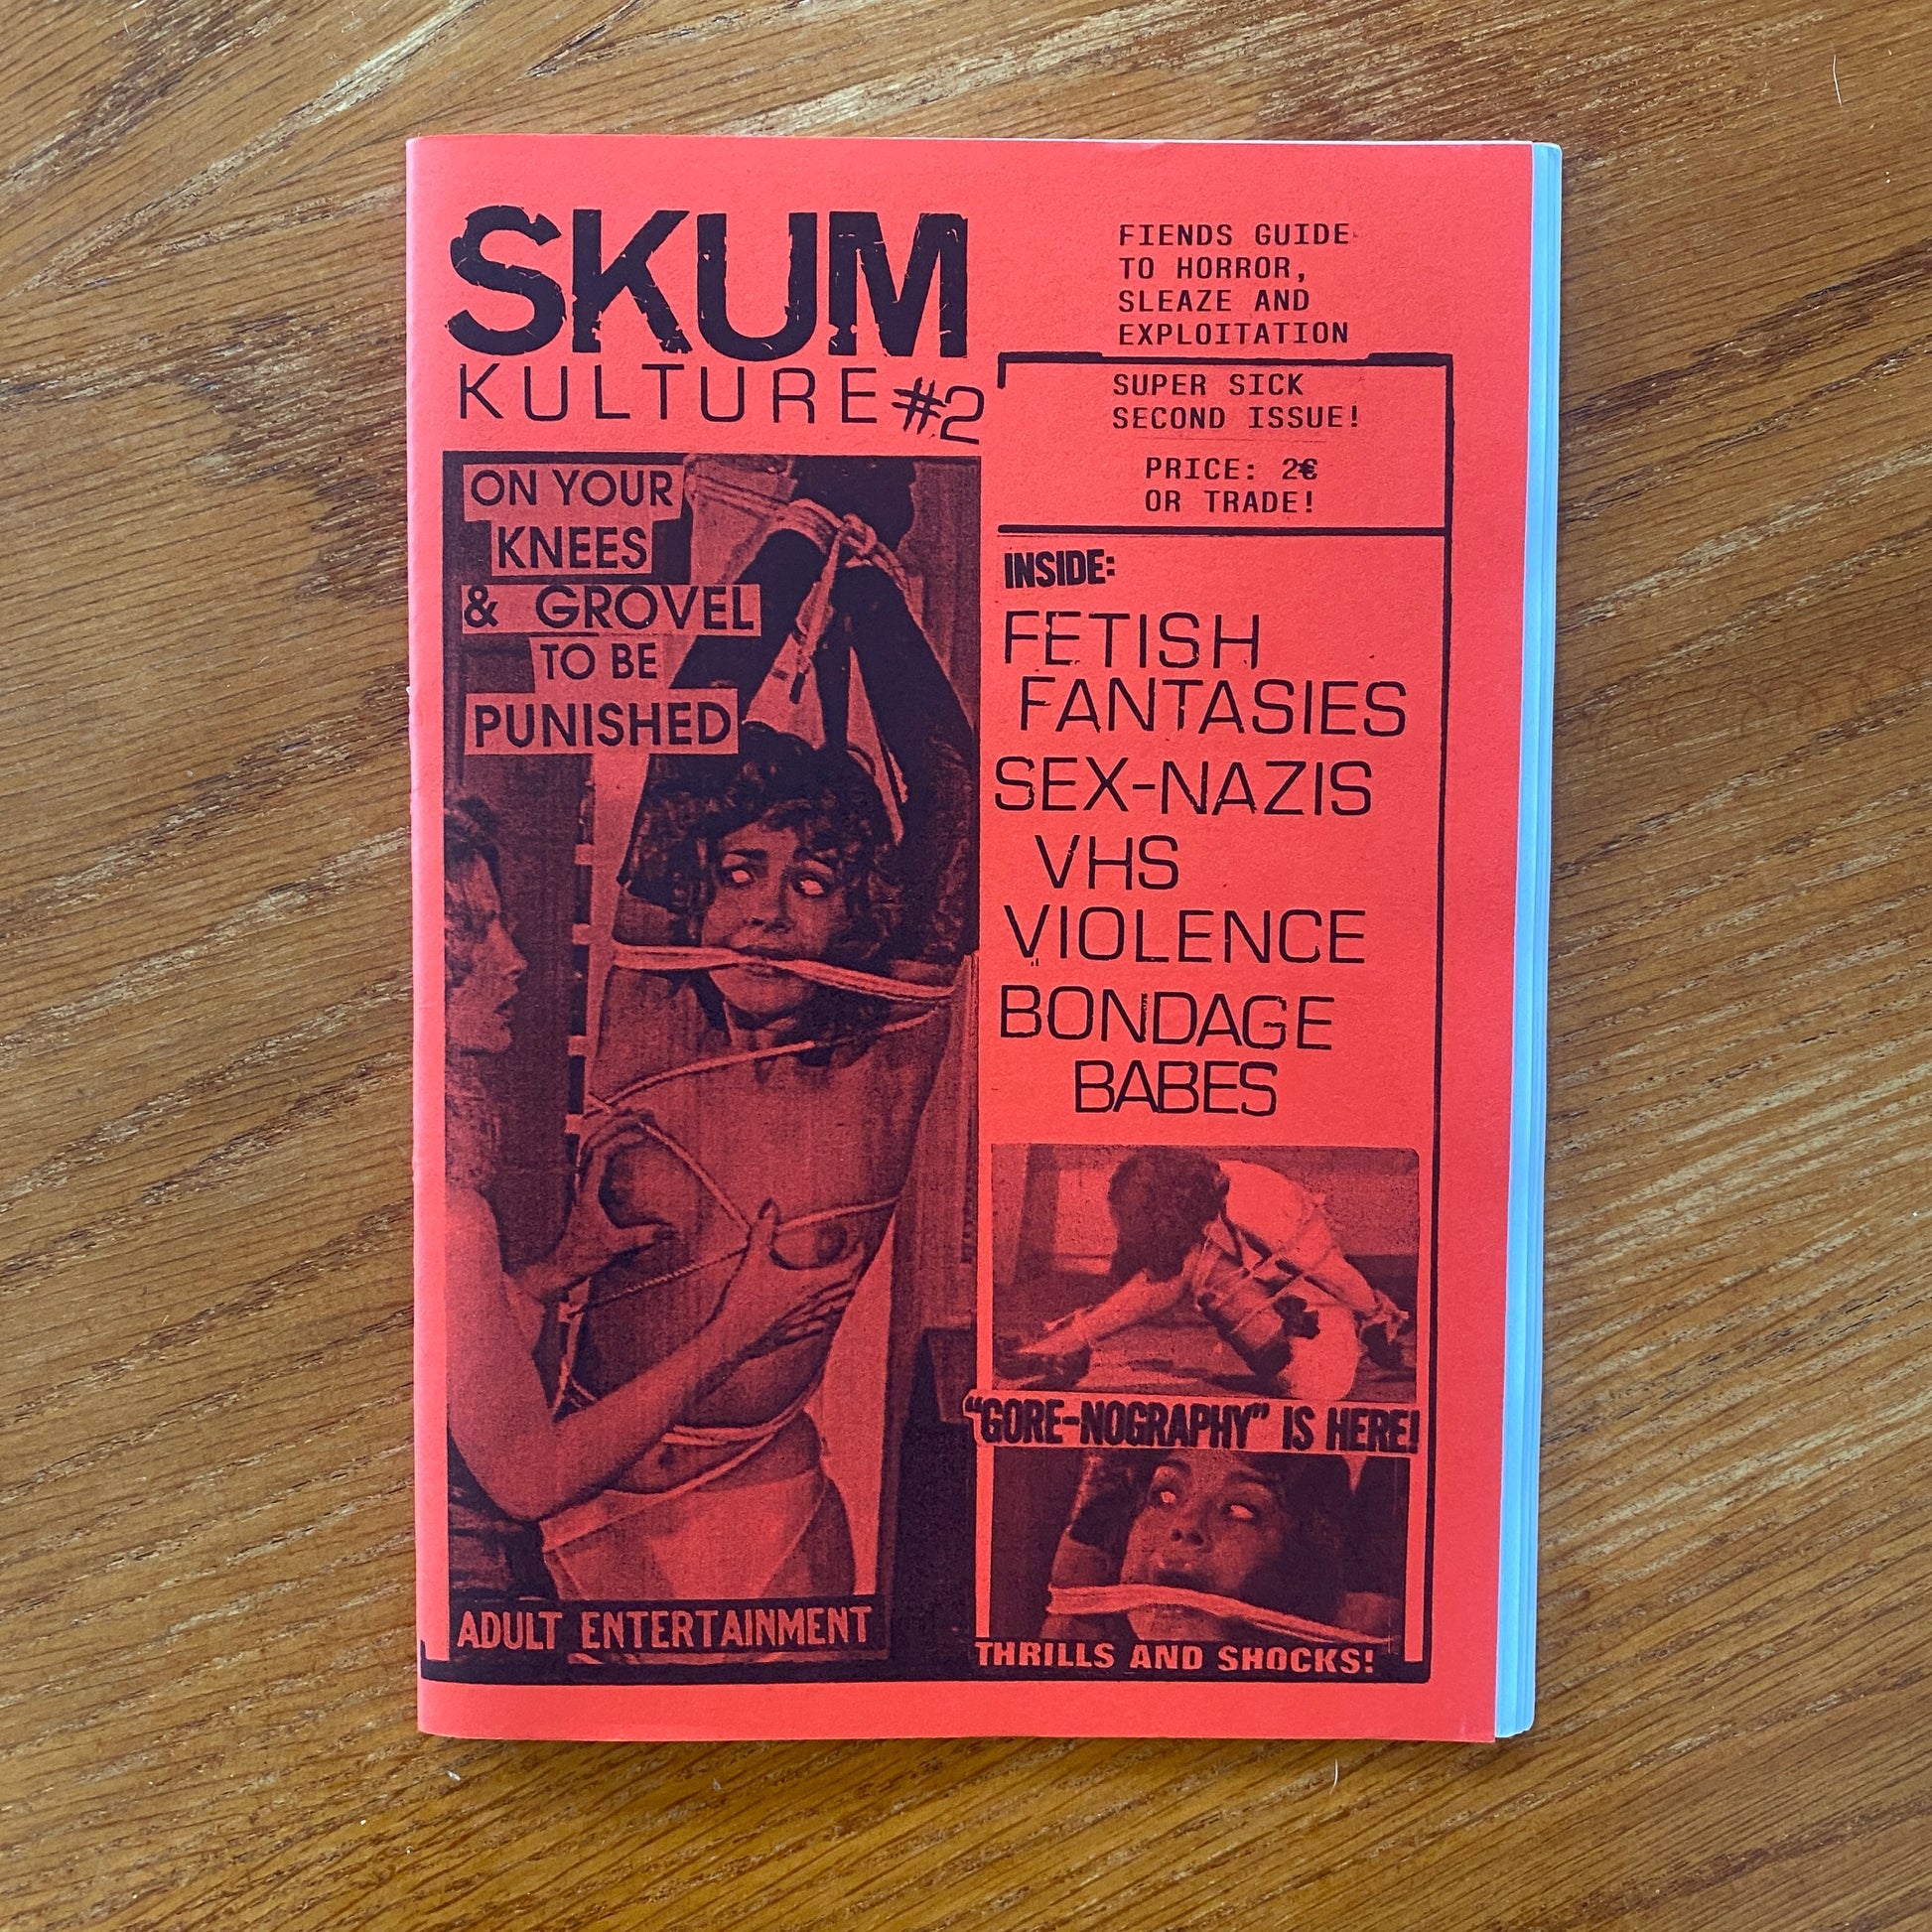 SKUM
KULTURE #2
FIENDS GUIDE
TO HORROR,
SLEAZE AND
EXPLOITATION
SUPER SICK
SECOND ISSUE!
PRICE: 2€
OR TRADE!
ON YOUR
KNEES
& GROVEL
TO BE
PUNISHED
ADULT ENTERTAINMENT
INSIDE:
FETISH
FANTASIES
SEX-NAZIS
VHS
VIOLENCE
BONDAGE
BABES
"GORE-NOGRAPHY" IS HERE!
THRILLS AND SHOCKS!